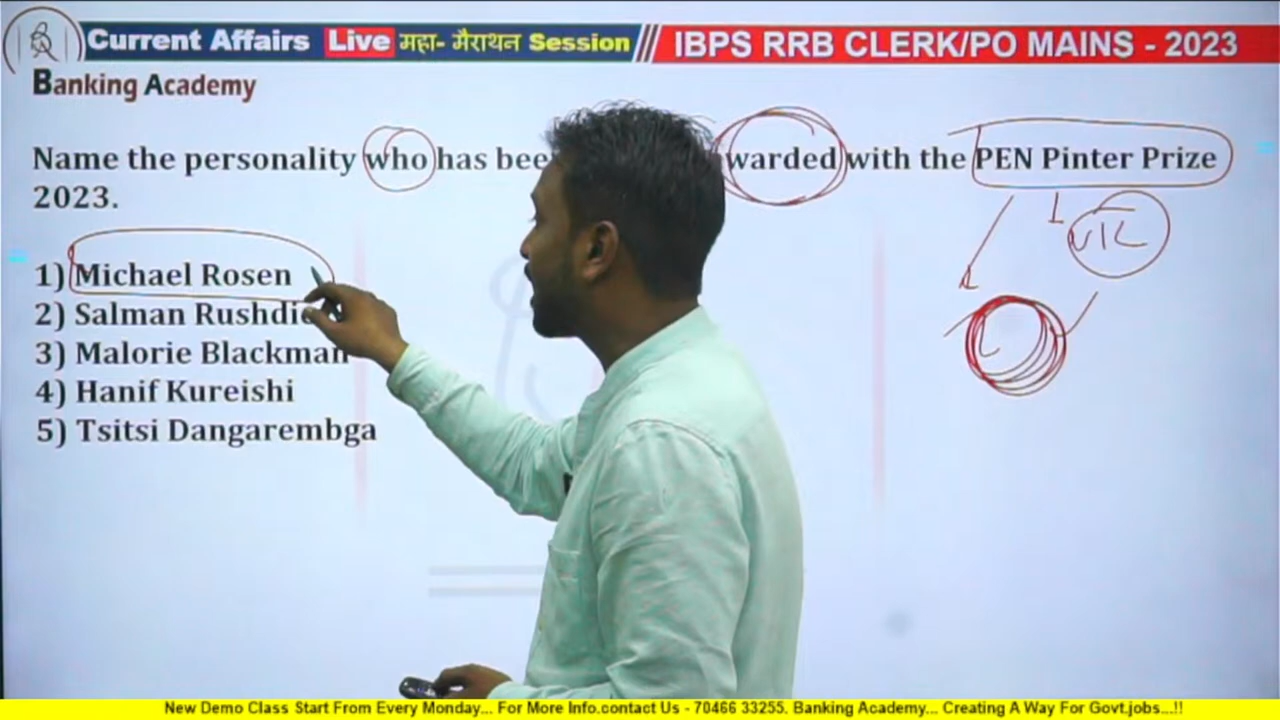 Current Affairs Live महा- मैराथन Session
IBPS RRB CLERK/PO MAINS - 2023
Banking Academy
Name the personality who has bee warded with the PEN Pinter Prize
2023.
1) Michael Rosen
2) Salman Rushdie
3) Malorie Blackman
4) Hanif Kureishi
5) Tsitsi Dangarembga
New Demo Class Start From Every Monday... For More Info.contact Us - 70466 33255. Banking Academy... Creating A Way For Govt.jobs...!!